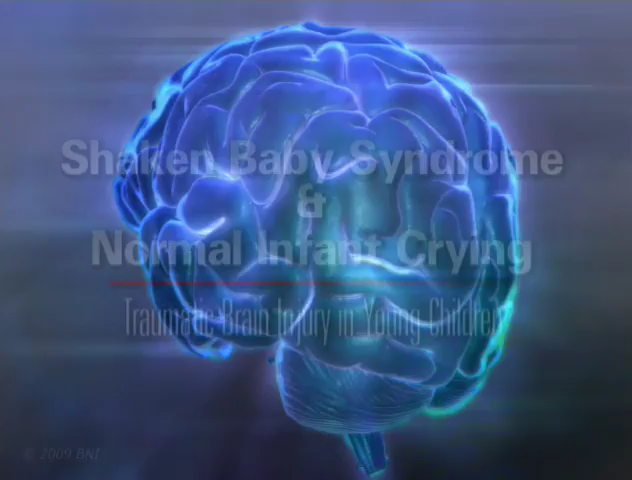 Shaken Baby Syndrome
&
Normal Infant Crying
Traumatic Brain Injury in Young Children
© 2009 BNI